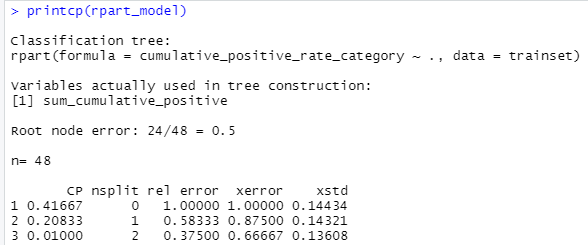 > printcp(rpart_model)
Classification tree:
rpart(formula = cumulative_positive_rate_category ~ ., data = trainset)
Variables actually used in tree construction:
[1] sum_cumulative_positive
Root node error: 24/48 = 0.5
n= 48
CP nsplit rel error xerror xstd
1 0.41667 0 1.00000 1.00000 0.14434
2 0.20833 1 0.58333 0.87500 0.14321
3 0.01000 2 0.37500 0.66667 0.13608